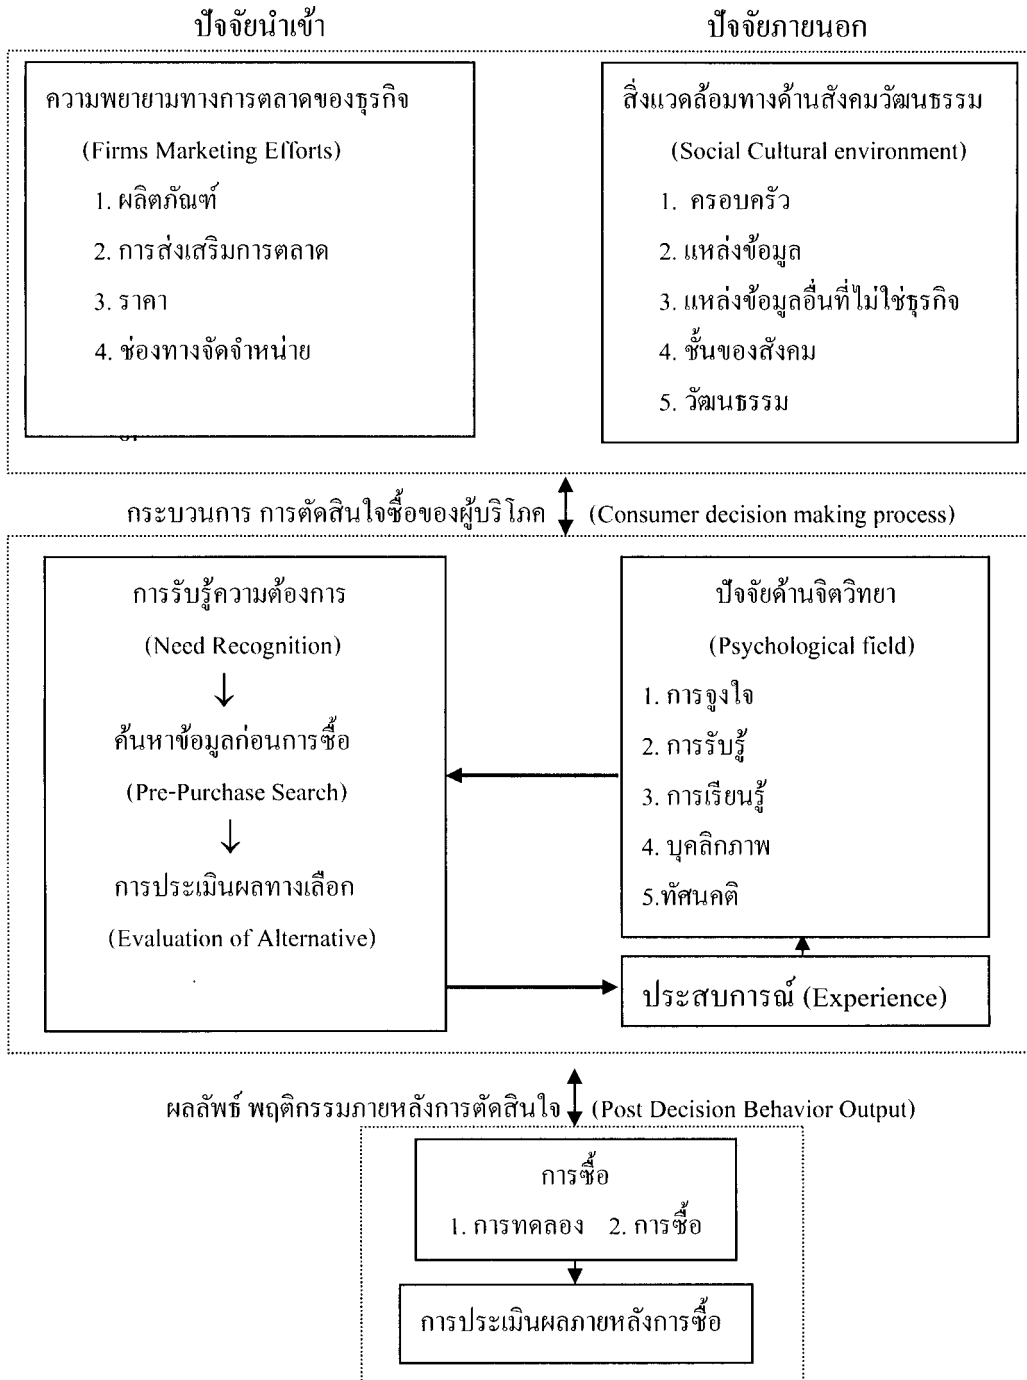 ปัจจัยนำเข้า
ปัจจัยภายนอก
ความพยายามทางการตลาดของธุรกิจ
(Firms Marketing Efforts)
1. ผลิตภัณฑ์
2. การส่งเสริมการตลาด
3. ราคา
4. ช่องทางจัดจำหน่าย
สิ่งแวดล้อมทางด้านสังคมวัฒนธรรม
(Social Cultural environment)
1. ครอบครัว
2. แหล่งข้อมูล
3. แหล่งข้อมูลอื่นที่ไม่ใช่ธุรกิจ
4. ชั้นของสังคม
5. วัฒนธรรม
กระบวนการ การตัดสินใจซื้อของผู้บริโภค (Consumer decision making process)
การรับรู้ความต้องการ
(Need Recognition)
ค้นหาข้อมูลก่อนการซื้อ
(Pre-Purchase Search)
การประเมินผลทางเลือก
(Evaluation of Alternative)
ปัจจัยด้านจิตวิทยา
(Psychological field)
1. การจูงใจ
2. การรับรู้
3. การเรียนรู้
4. บุคลิกภาพ
5.ทัศนคติ
ประสบการณ์ (Experience)
ผลลัพธ์ พฤติกรรมภายหลังการตัดสินใจ (Post Decision Behavior Output)
การซื้อ
1. การทดลอง 2. การซื้อ
การประเมินผลภายหลังการซื้อ